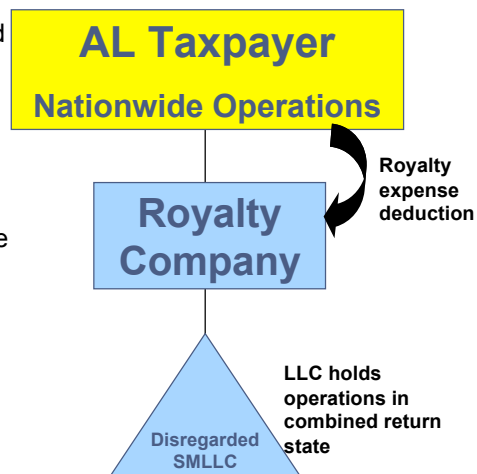 AL Taxpayer
Nationwide Operations
Royalty
expense
deduction
Royalty
Company
LLC holds
operations in
combined return
state
Disregarded
SMLLC